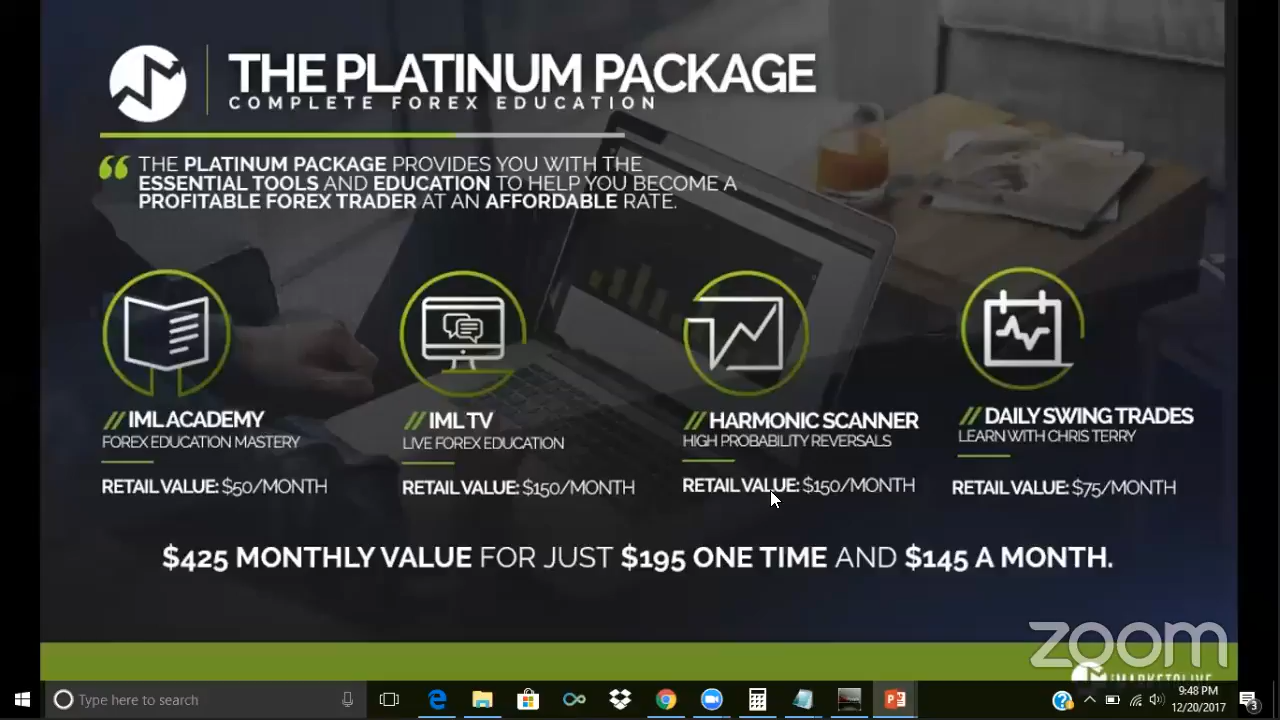 THE PLATINUM PACKAGE
COMPLETE FOREX EDUCATION
“ THE PLATINUM PACKAGE PROVIDES YOU WITH THE
ESSENTIAL TOOLS AND EDUCATION TO HELP YOU BECOME A
PROFITABLE FOREX TRADER AT AN AFFORDABLE RATE.
// IML ACADEMY
FOREX EDUCATION MASTERY
RETAIL VALUE: $50/MONTH
// IML TV
LIVE FOREX EDUCATION
RETAIL VALUE: $150/MONTH
// HARMONIC SCANNER
HIGH PROBABILITY REVERSALS
RETAIL VALUE: $150/MONTH
// DAILY SWING TRADES
LEARN WITH CHRIS TERRY
RETAIL VALUE: $75/MONTH
$425 MONTHLY VALUE FOR JUST $195 ONE TIME AND $145 A MONTH.
zoom
Type here to search
9:48 PM
12/20/2017
3